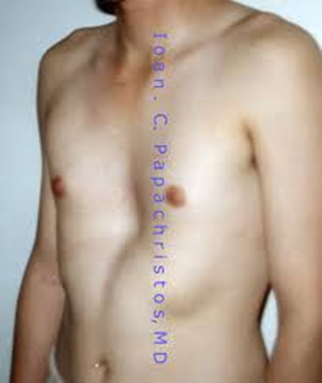 Ioan. C. Papachristos, MD